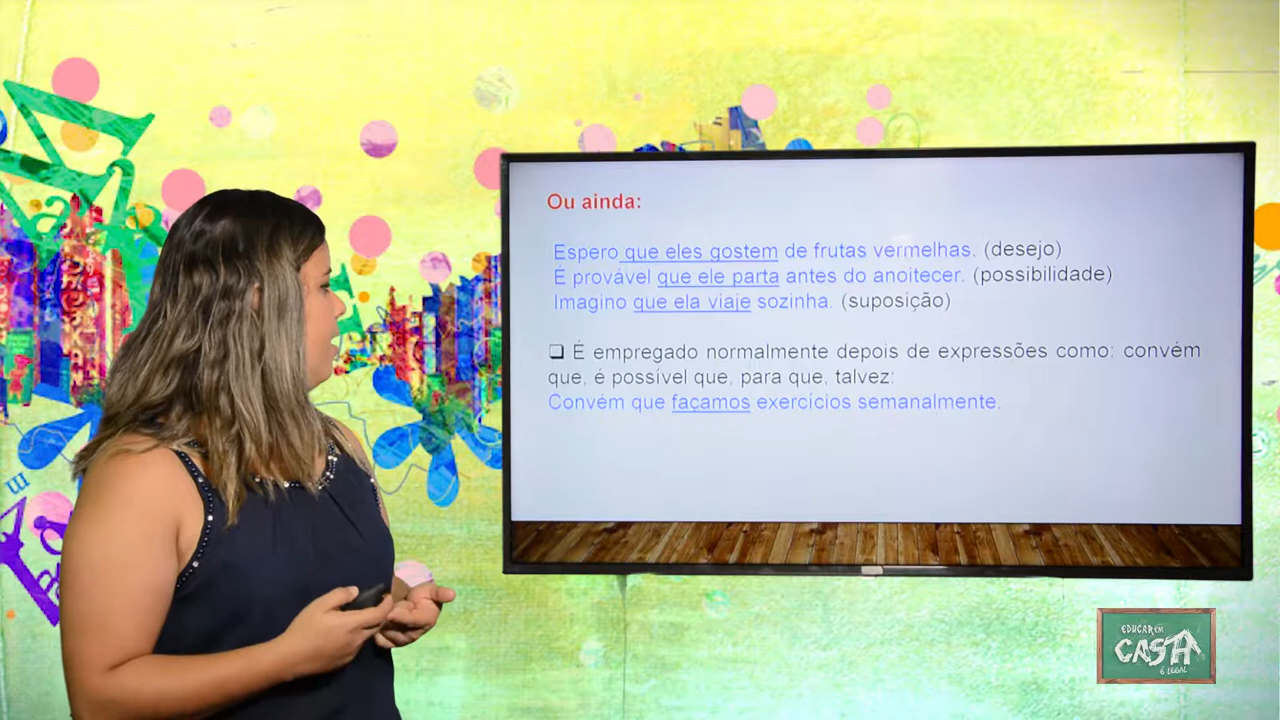 Ou ainda:
Espero que eles gostem de frutas vermelhas. (desejo)
É provável que ele parta antes do anoitecer. (possibilidade)
Imagino que ela viaje sozinha. (suposição)
❑ É empregado normalmente depois de expressões como: convém
que, é possível que, para que, talvez:
Convém que façamos exercícios semanalmente.
EDUCAR EM
CASA
É LEGAL